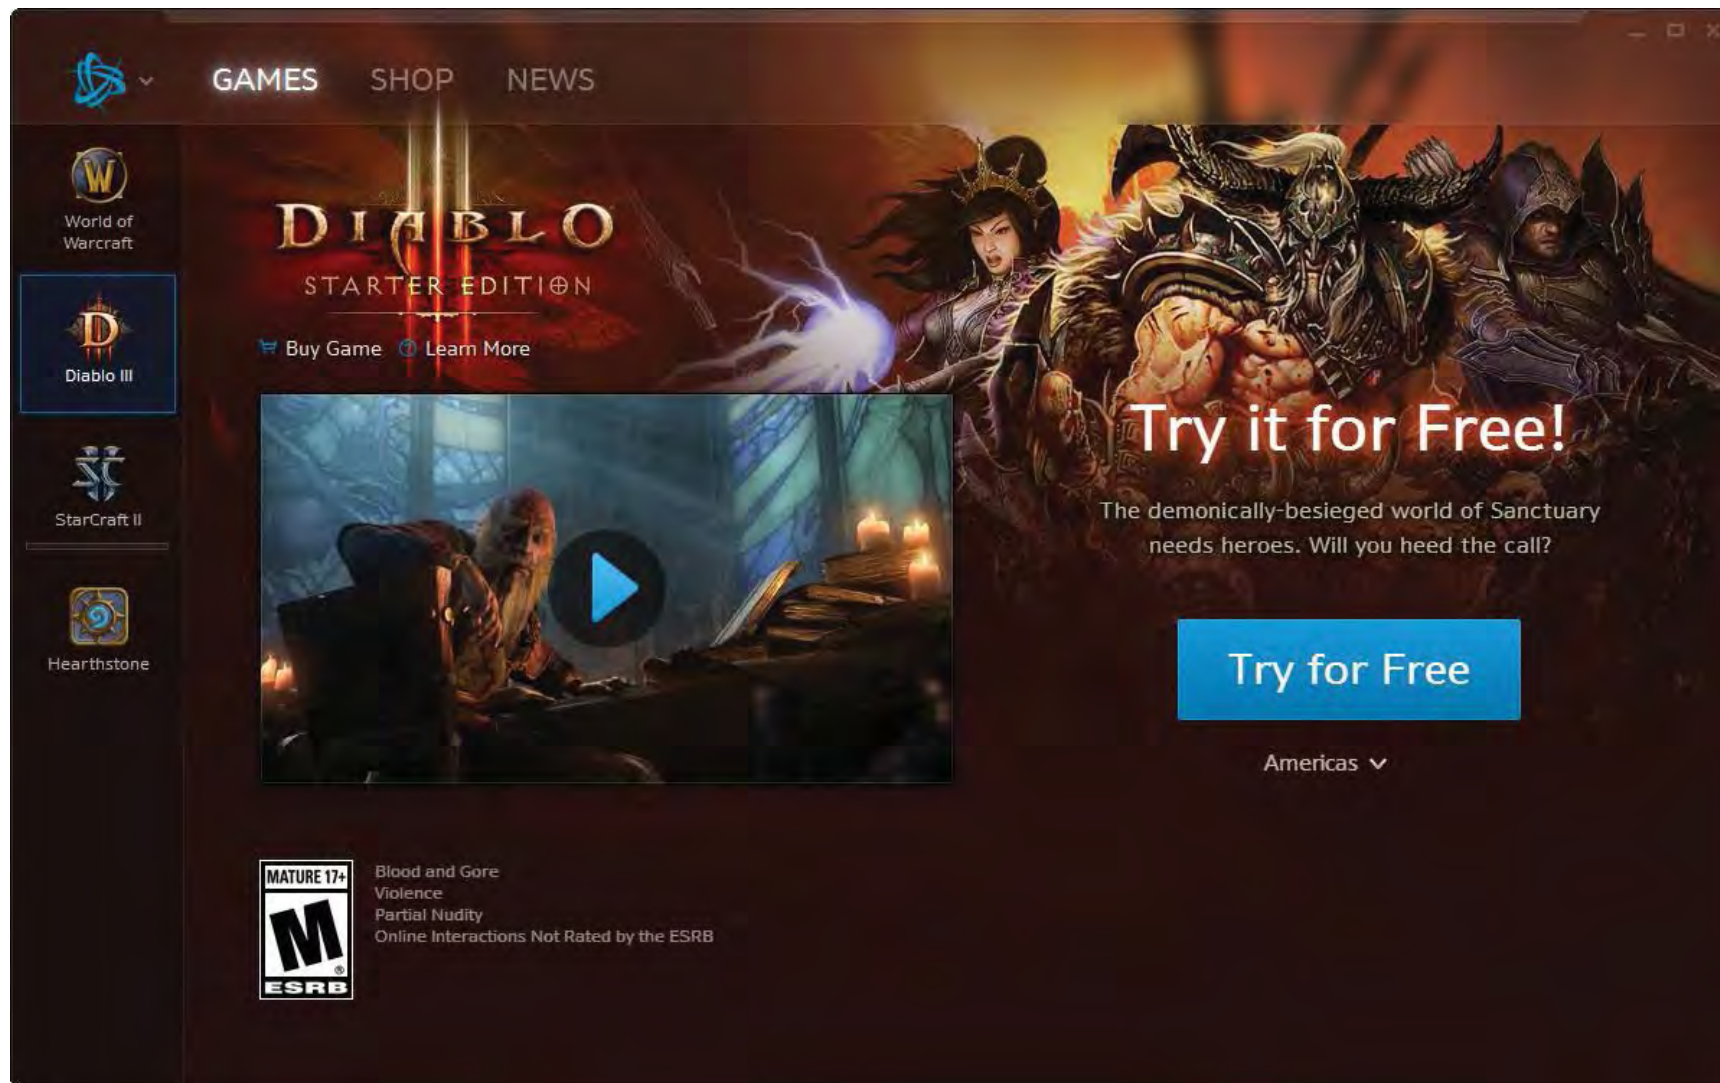 GAMES SHOP NEWS
World of
Warcraft
Diablo III
StarCraft II
Hearthstone
DIABLO
III
STARTER EDITION
Buy Game Learn More
Try it for Free!
The demonically-besieged world of Sanctuary
needs heroes. Will you heed the call?
Try for Free
Americas
MATURE 17+
M
®
ESRB
Blood and Gore
Violence
Partial Nudity
Online Interactions Not Rated by the ESRB